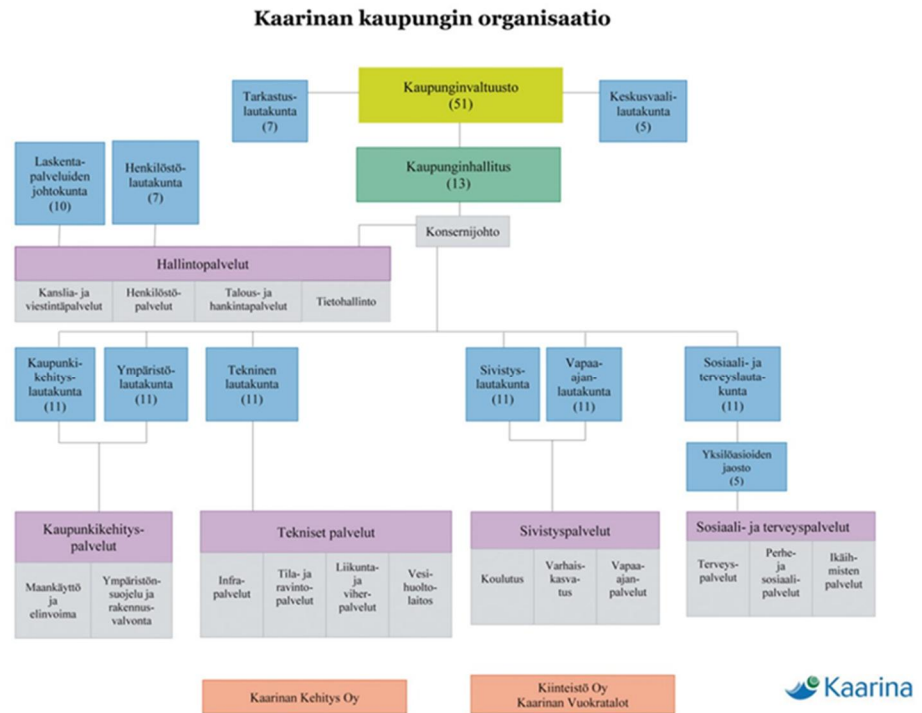 Kaarinan kaupungin organisaatio
Tarkastus-
lautakunta
(7)
Kaupunginvaltuusto
(51)
Keskusvaali-
lautakunta
(5)
Laskenta-
palveluiden
johtokunta
(10)
Henkilöstö-
lautakunta
(7)
Kaupunginhallitus
(13)
Konsernijohto
Hallintopalvelut
Kanslia- ja
viestintäpalvelut
Henkilöstö-
palvelut
Talous- ja
hankintapalvelut
Tietohallinto
Kaupunki-
kehitys-
lautakunta
(11)
Ympäristö-
lautakunta
(11)
Tekninen
lautakunta
(11)
Sivistys-
lautakunta
(11)
Vapaa-
ajan-
lautakunta
(11)
Sosiaali- ja
terveyslauta-
kunta
(11)
Yksilöasioiden
jaosto
(5)
Kaupunkikehitys-
palvelut
Maankäyttö
ja
elinvoima
Ympäristön-
suojelu ja
rakennus-
valvonta
Tekniset palvelut
Infra-
palvelut
Tila- ja
ravinto-
palvelut
Liikunta-
ja
viher-
palvelut
Vesi-
huolto-
laitos
Sivistyspalvelut
Koulutus
Varhais-
kasva-
tus
Vapaa-
ajan-
palvelut
Sosiaali- ja terveyspalvelut
Terveys-
palvelut
Perhe-
ja
sosiaali-
palvelut
Ikäih-
misten
palvelut
Kaarinan Kehitys Oy
Kiinteistö Oy
Kaarinan Vuokratalot
Kaarina